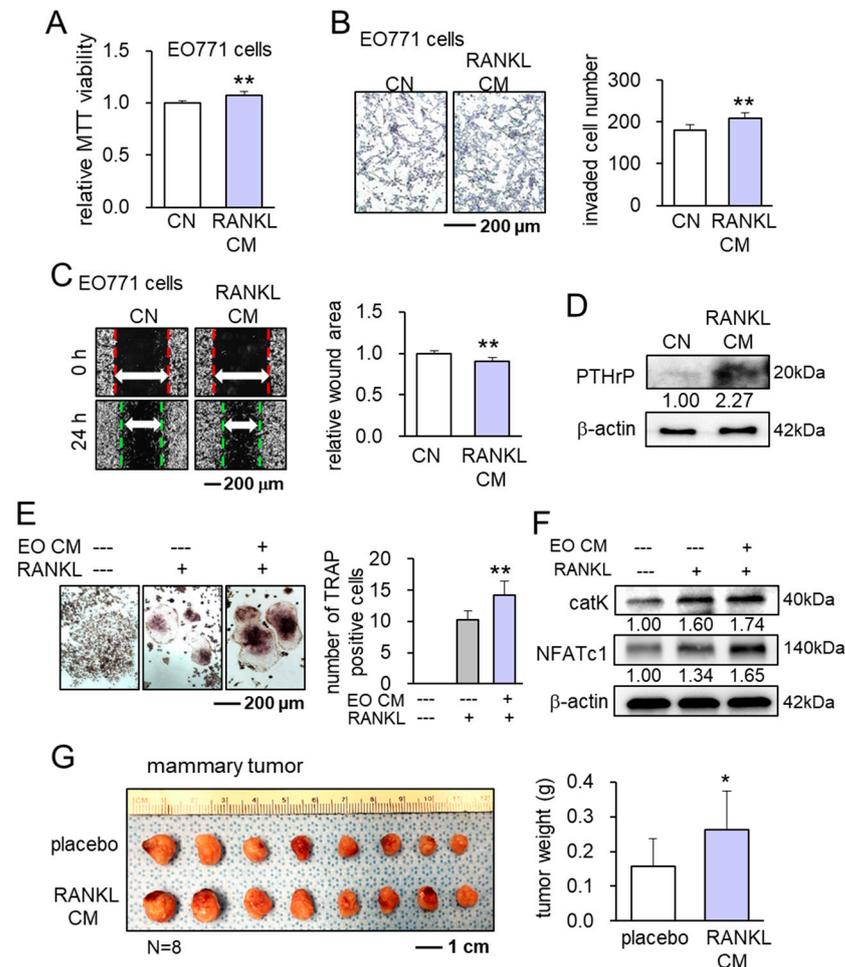 A
EO771 cells
relative MTT viability
1.5
1.0
0.5
0.0
**
CN
RANKL
CM
B
EO771 cells
CN
RANKL
CM
200 µm
invaded cell number
300
200
100
0
**
CN
RANKL
CM
C
EO771 cells
CN
RANKL
CM
0 h
24 h
200 µm
relative wound area
1.5
1.0
0.5
0.0
**
CN
RANKL
CM
D
CN
RANKL
CM
PTHrP
20kDa
1.00 2.27
β-actin
42kDa
E
EO CM --- --- +
RANKL --- + +
200 µm
number of TRAP
positive cells
20
15
10
5
0
**
EO CM --- --- +
RANKL --- + +
F
EO CM --- --- +
RANKL --- + +
catK
40kDa
1.00 1.60 1.74
NFATc1
140kDa
1.00 1.34 1.65
β-actin
42kDa
G
mammary tumor
placebo
RANKL
CM
N=8
1 cm
tumor weight (g)
0.4
0.3
0.2
0.1
0.0
*
placebo
RANKL
CM